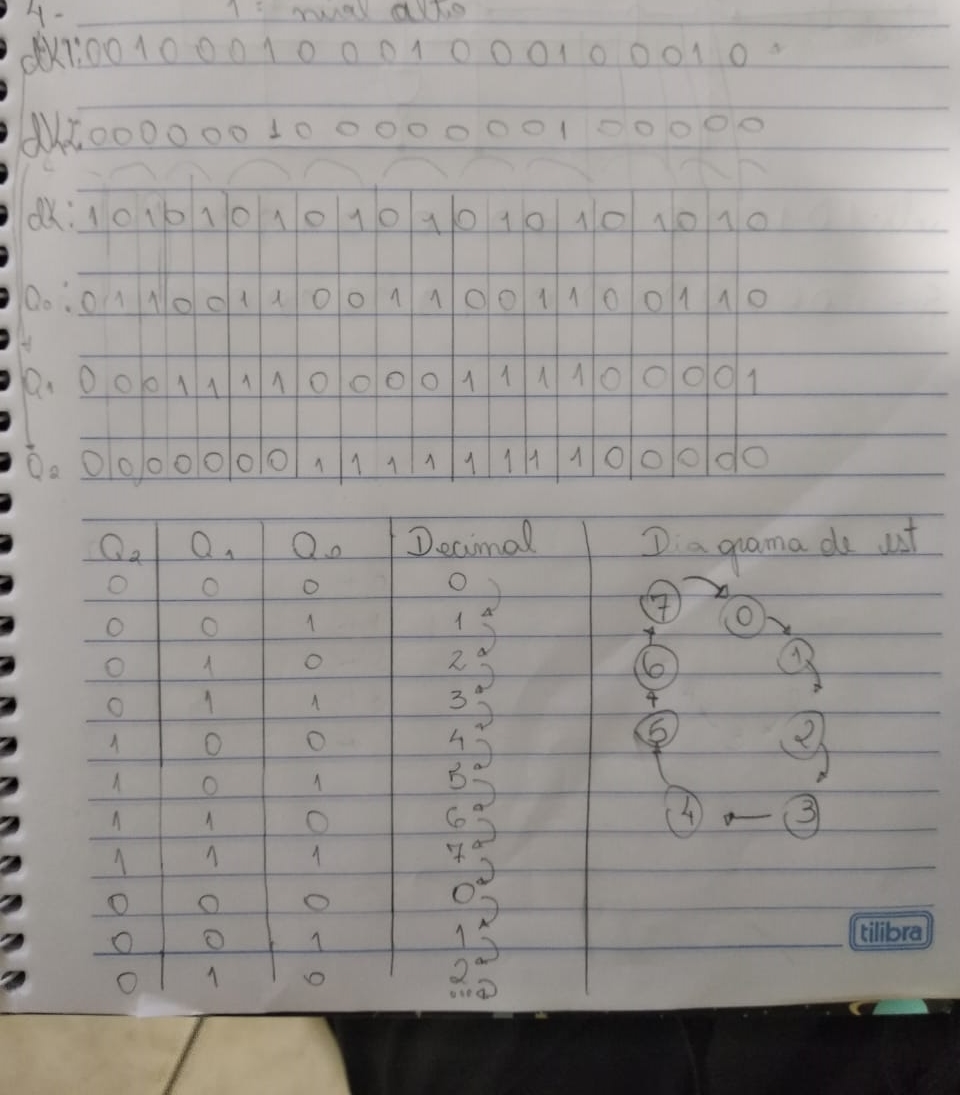 4- 1: nível alto
clk1: 0 0 1 0 0 0 1 0 0 0 1 0 0 0 1 0 0 0 1 0
clk2: 0 0 0 0 0 0 1 0 0 0 0 0 0 0 1 0 0 0 0 0
clk: 1 0 1 0 1 0 1 0 1 0 1 0 1 0 1 0 1 0 1 0
Q0: 0 1 1 0 0 1 1 0 0 1 1 0 0 1 1 0 0 1 1 0
Q1 0 0 0 1 1 1 1 0 0 0 0 1 1 1 1 0 0 0 0 1
Q2 0 0 0 0 0 0 0 1 1 1 1 1 1 1 1 0 0 0 0 0
Q2 Q1 Q0 Decimal Diagrama de est
0 0 0 0
0 0 1 1
0 1 0 2
0 1 1 3
1 0 0 4
1 0 1 5
1 1 0 6
1 1 1 7
0 0 0 0
0 0 1 1
0 1 0 2
...
7 0
6 1
5 2
4 3
tilibra